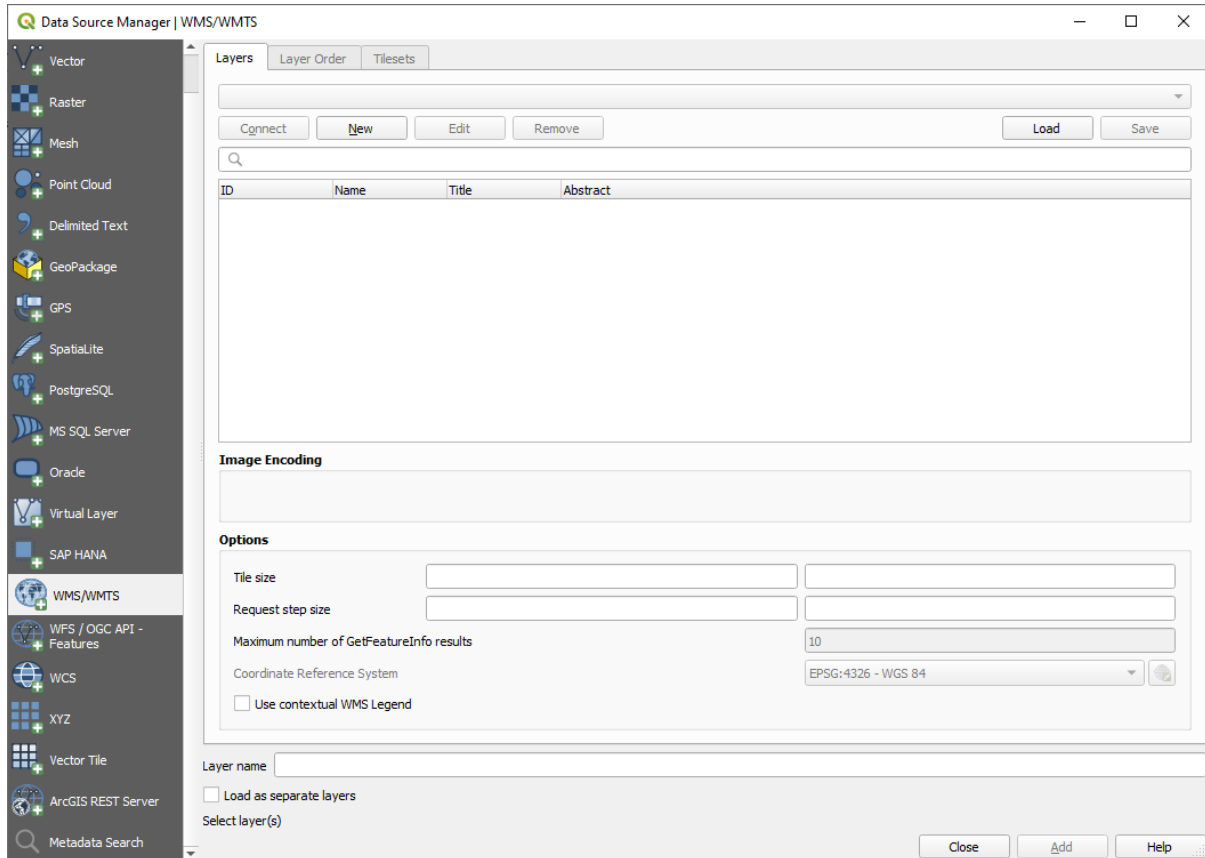 Data Source Manager | WMS/WMTS
Vector
Raster
Mesh
Point Cloud
Delimited Text
GeoPackage
GPS
SpatiaLite
PostgreSQL
MS SQL Server
Oracle
Virtual Layer
SAP HANA
WMS/WMTS
WFS / OGC API -
Features
WCS
XYZ
Vector Tile
ArcGIS REST Server
Metadata Search
Layers Layer Order Tilesets
Connect New Edit Remove Load Save
ID Name Title Abstract
Image Encoding
Options
Tile size
Request step size
Maximum number of GetFeatureInfo results 10
Coordinate Reference System EPSG:4326 - WGS 84
Use contextual WMS Legend
Layer name
Load as separate layers
Select layer(s)
Close Add Help